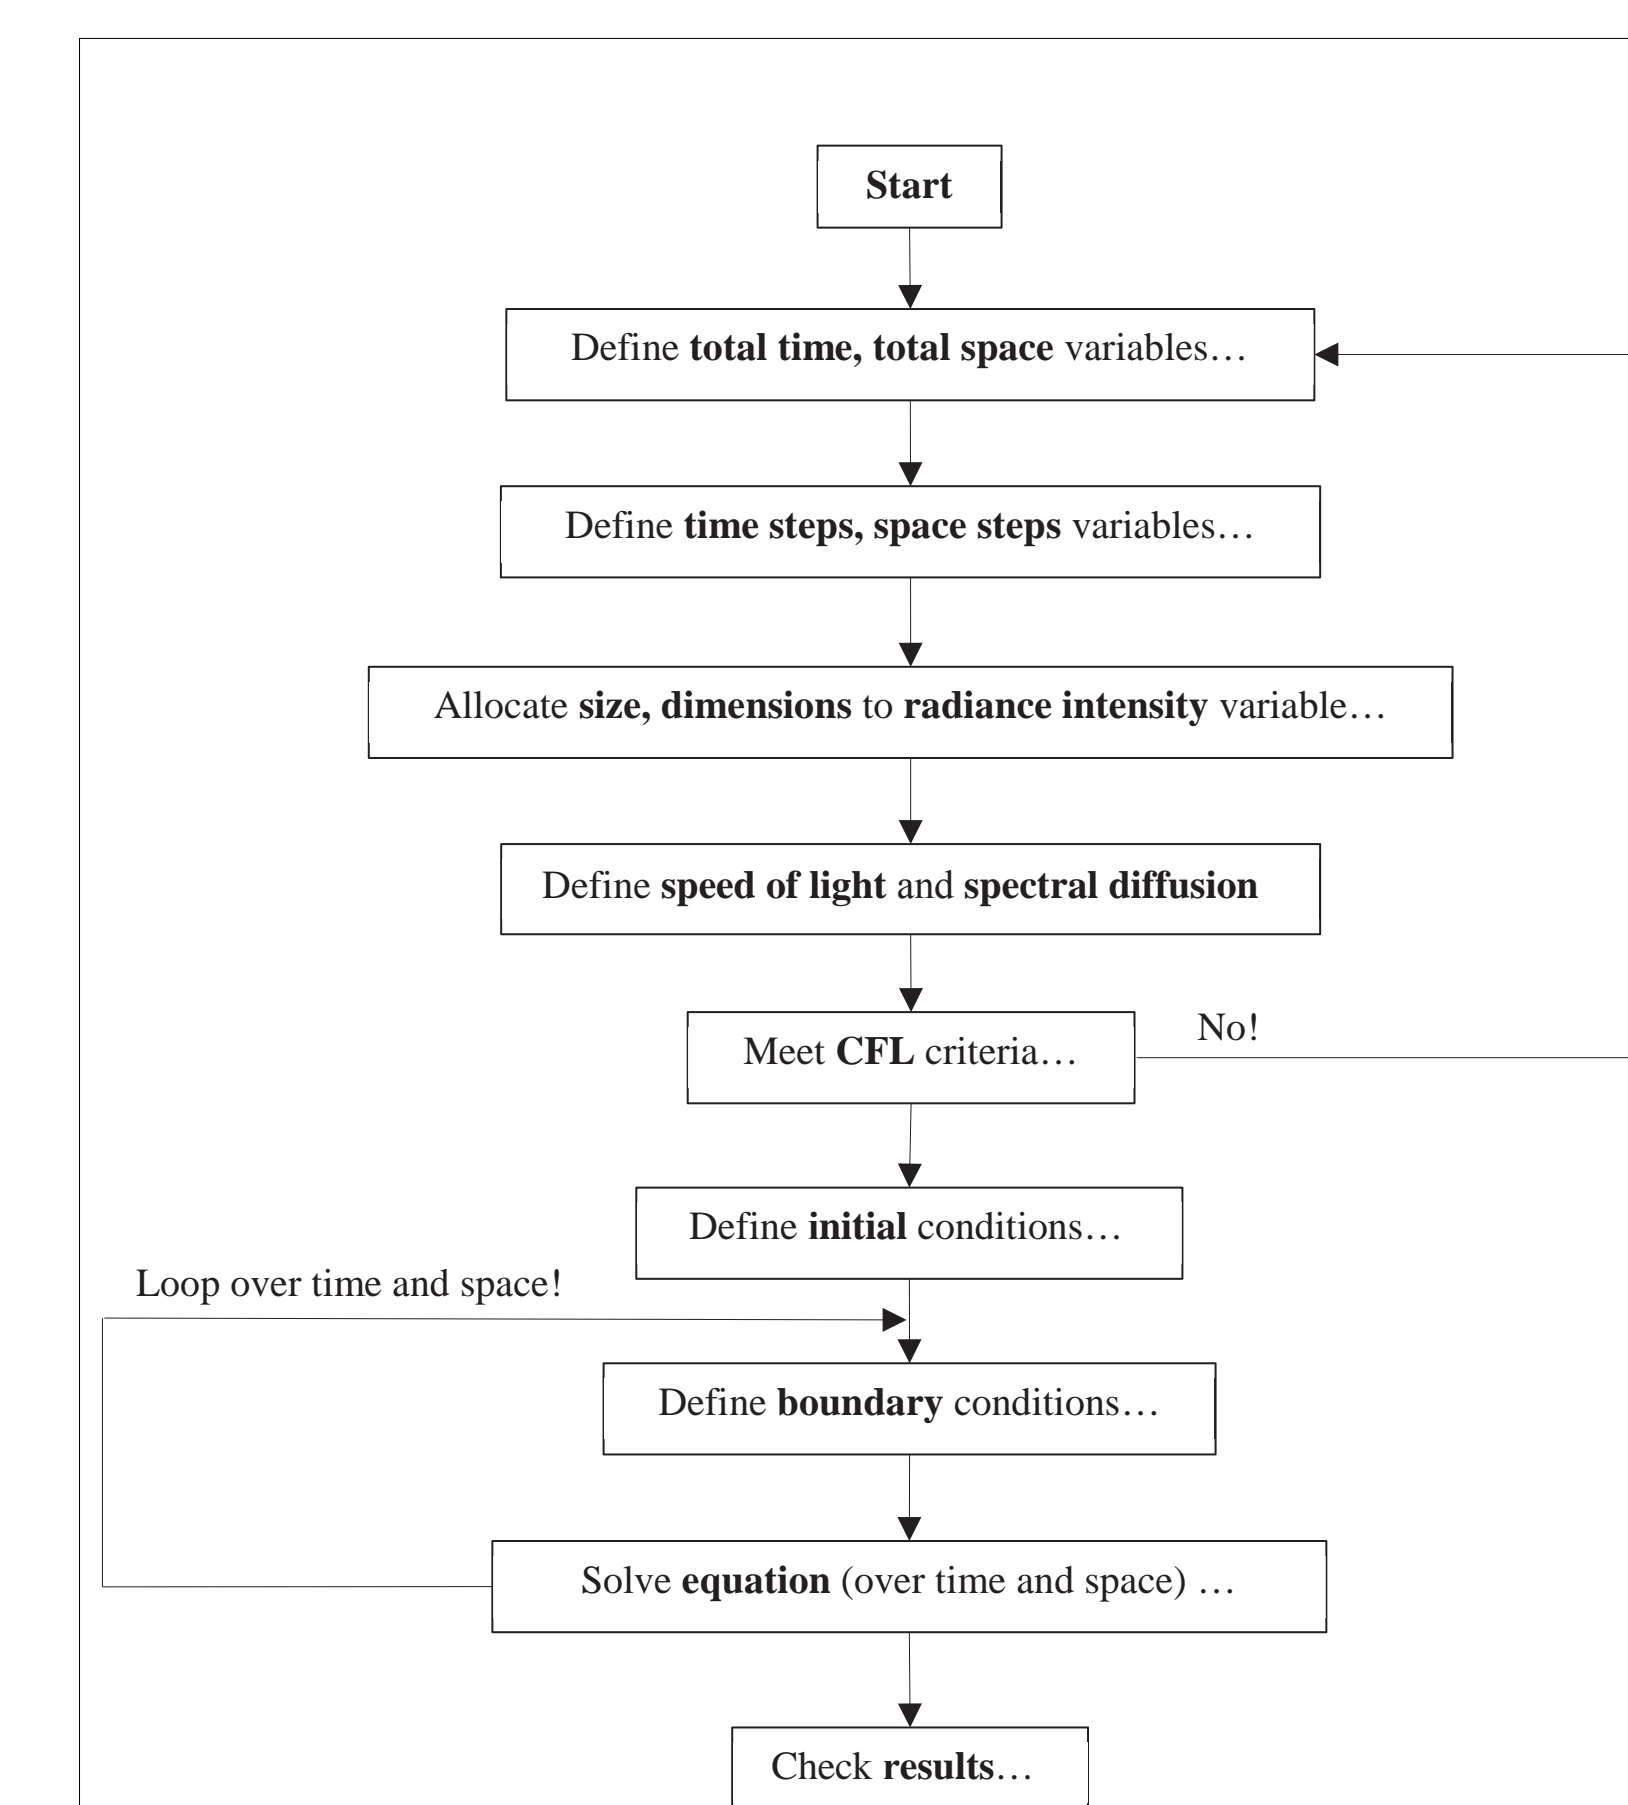 Start
Define total time, total space variables…
Define time steps, space steps variables…
Allocate size, dimensions to radiance intensity variable…
Define speed of light and spectral diffusion
Meet CFL criteria…
No!
Define initial conditions…
Loop over time and space!
Define boundary conditions…
Solve equation (over time and space) …
Check results…